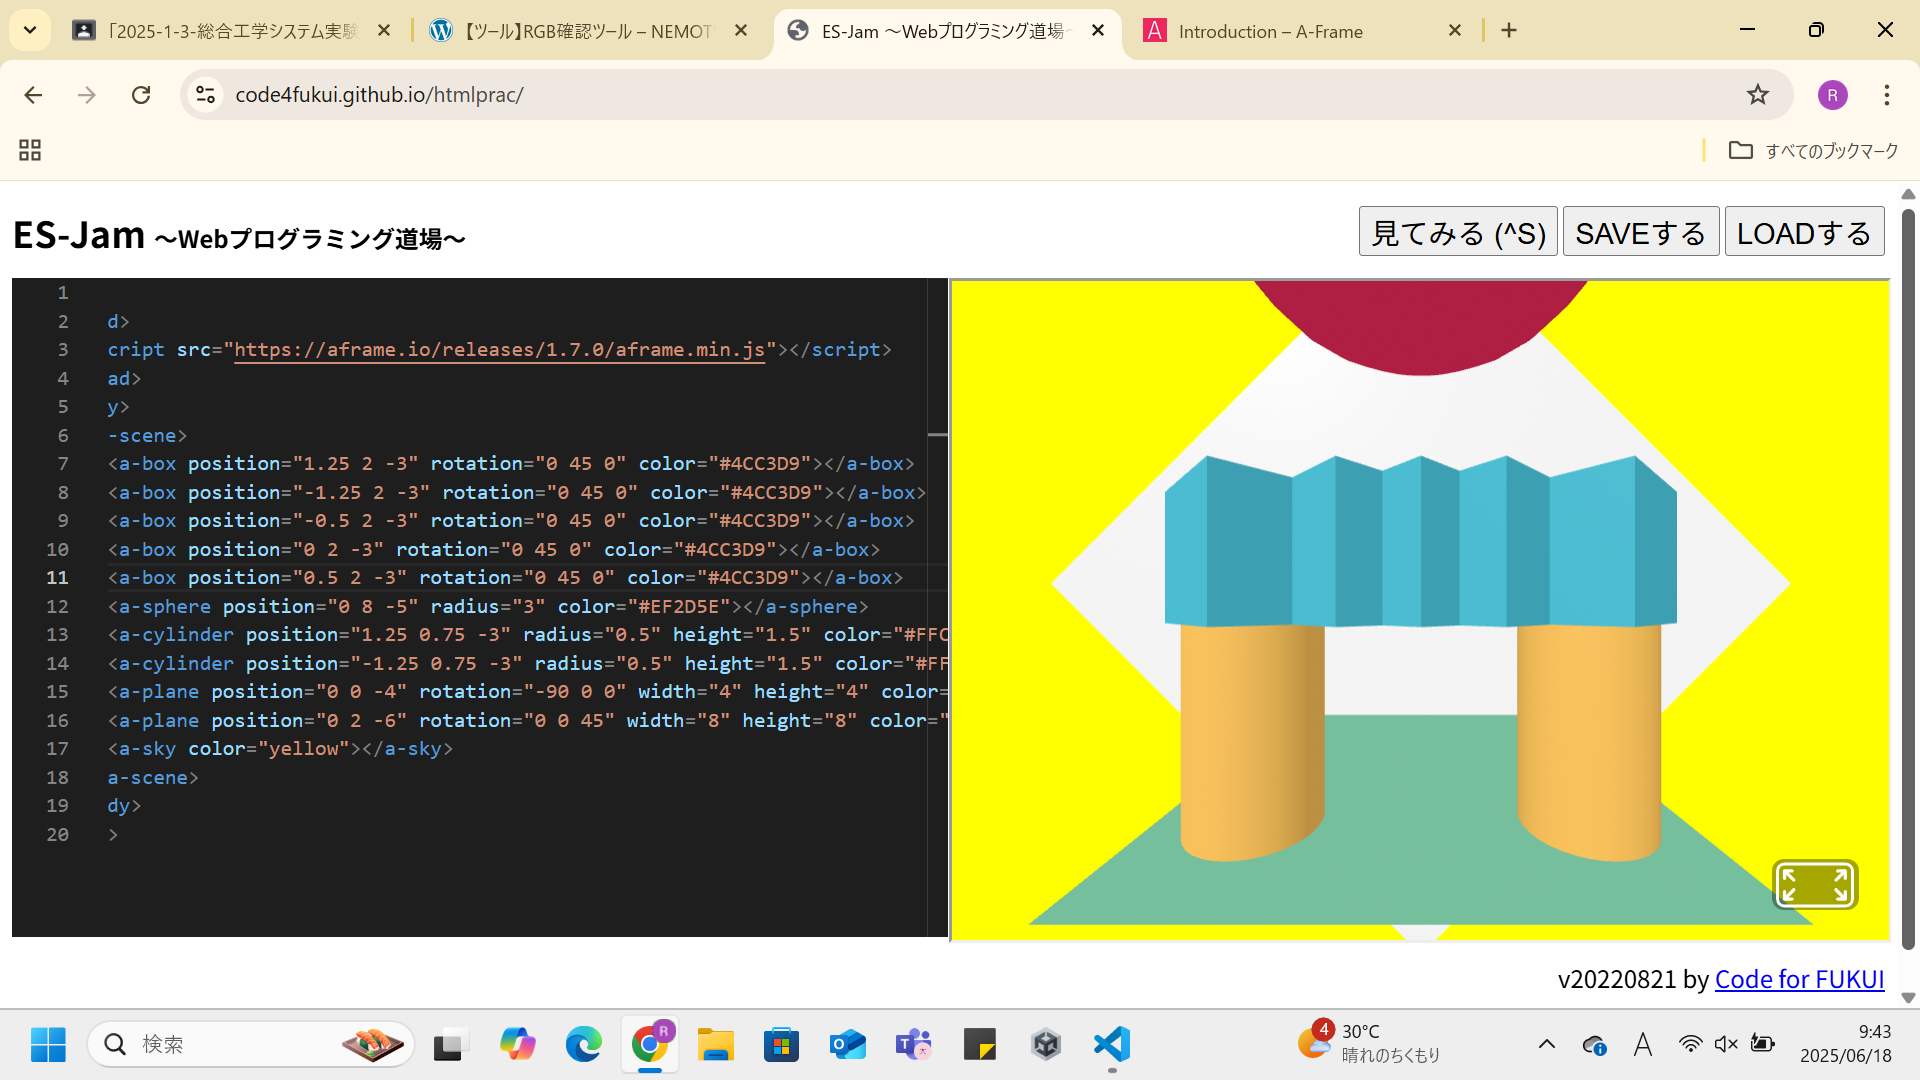 「2025-1-3-総合工学システム実験
【ツール】RGB確認ツール – NEMOT
ES-Jam ～Webプログラミング道場～
Introduction – A-Frame
code4fukui.github.io/htmlprac/
R
すべてのブックマーク
ES-Jam ～Webプログラミング道場～
見てみる (^S)
SAVEする
LOADする
1
2 d>
3 cript src="https://aframe.io/releases/1.7.0/aframe.min.js"></script>
4 ad>
5 y>
6 -scene>
7 <a-box position="1.25 2 -3" rotation="0 45 0" color="#4CC3D9"></a-box>
8 <a-box position="-1.25 2 -3" rotation="0 45 0" color="#4CC3D9"></a-box>
9 <a-box position="-0.5 2 -3" rotation="0 45 0" color="#4CC3D9"></a-box>
10 <a-box position="0 2 -3" rotation="0 45 0" color="#4CC3D9"></a-box>
11 <a-box position="0.5 2 -3" rotation="0 45 0" color="#4CC3D9"></a-box>
12 <a-sphere position="0 8 -5" radius="3" color="#EF2D5E"></a-sphere>
13 <a-cylinder position="1.25 0.75 -3" radius="0.5" height="1.5" color="#FFC
14 <a-cylinder position="-1.25 0.75 -3" radius="0.5" height="1.5" color="#FF
15 <a-plane position="0 0 -4" rotation="-90 0 0" width="4" height="4" color=
16 <a-plane position="0 2 -6" rotation="0 0 45" width="8" height="8" color="
17 <a-sky color="yellow"></a-sky>
18 a-scene>
19 dy>
20 >
v20220821 by Code for FUKUI
検索
R
4
30°C
晴れのちくもり
A
9:43
2025/06/18